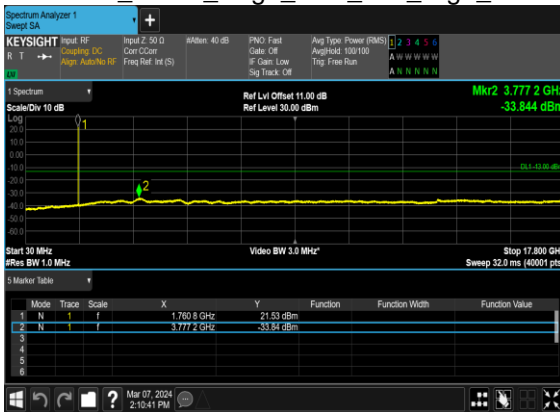 Spectrum Analyzer 1
Swept SA
+
KEYSIGHT Input: RF Input Z: 50 Ω #Atten: 40 dB PNO: Fast Avg Type: Power (RMS) 1 2 3 4 5 6
R T Coupling: DC Corr CCorr Gate: Off Avg|Hold: 100/100 A W W W W W
Align: Auto/No RF Freq Ref: Int (S) IF Gain: Low Trig: Free Run
Sig Track: Off A N N N N N
1 Spectrum Ref Lvl Offset 11.00 dB Mkr2 3.777 2 GHz
Scale/Div 10 dB Ref Level 30.00 dBm -33.844 dBm
Log
20.0
10.0
0.00
-10.0
DL1 -13.00 dBm
-20.0
-30.0
-40.0
-50.0
-60.0
1
2
Start 30 MHz Video BW 3.0 MHz* Stop 17.800 GH
#Res BW 1.0 MHz Sweep 32.0 ms (40001 pts
5 Marker Table
Mode Trace Scale X Y Function Function Width Function Value
1 N 1 f 1.760 8 GHz 21.53 dBm
2 N 1 f 3.777 2 GHz -33.84 dBm
3
4
5
6
? Mar 07, 2024
2:10:41 PM